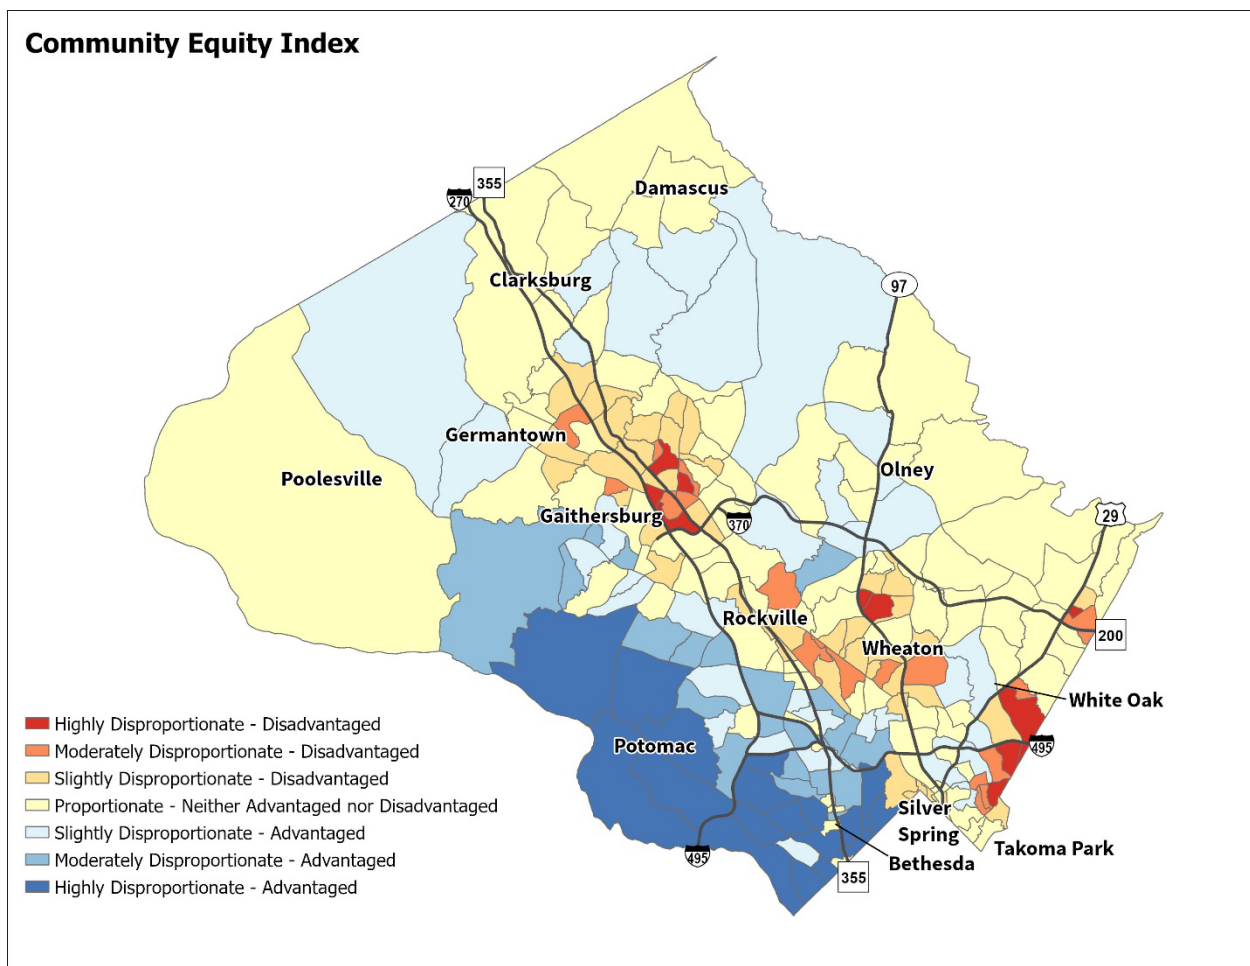 Community Equity Index
355
270
Damascus
Clarksburg
97
Germantown
Poolesville
Olney
Gaithersburg
370
29
Rockville
Wheaton
200
White Oak
495
Potomac
Silver
Spring
Takoma Park
Bethesda
495
355
Highly Disproportionate - Disadvantaged
Moderately Disproportionate - Disadvantaged
Slightly Disproportionate - Disadvantaged
Proportionate - Neither Advantaged nor Disadvantaged
Slightly Disproportionate - Advantaged
Moderately Disproportionate - Advantaged
Highly Disproportionate - Advantaged